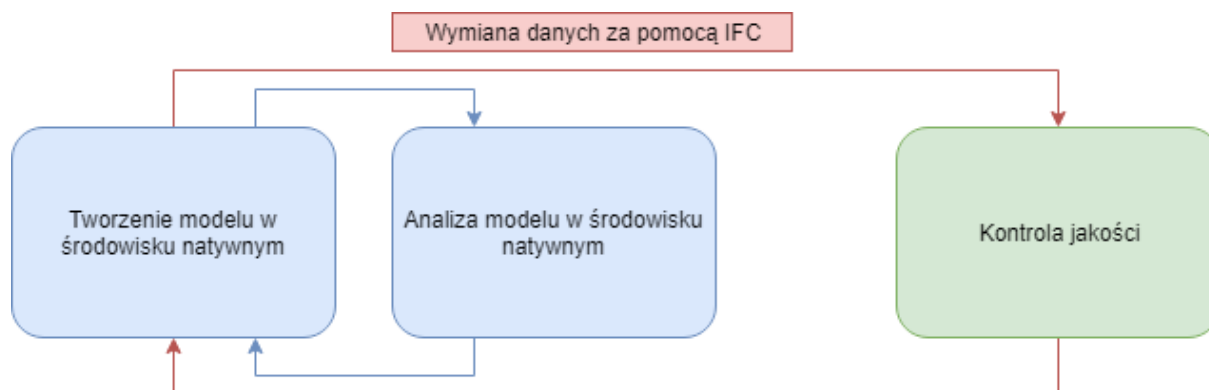 Wymiana danych za pomocą IFC
Tworzenie modelu w
środowisku natywnym
Analiza modelu w środowisku
natywnym
Kontrola jakości